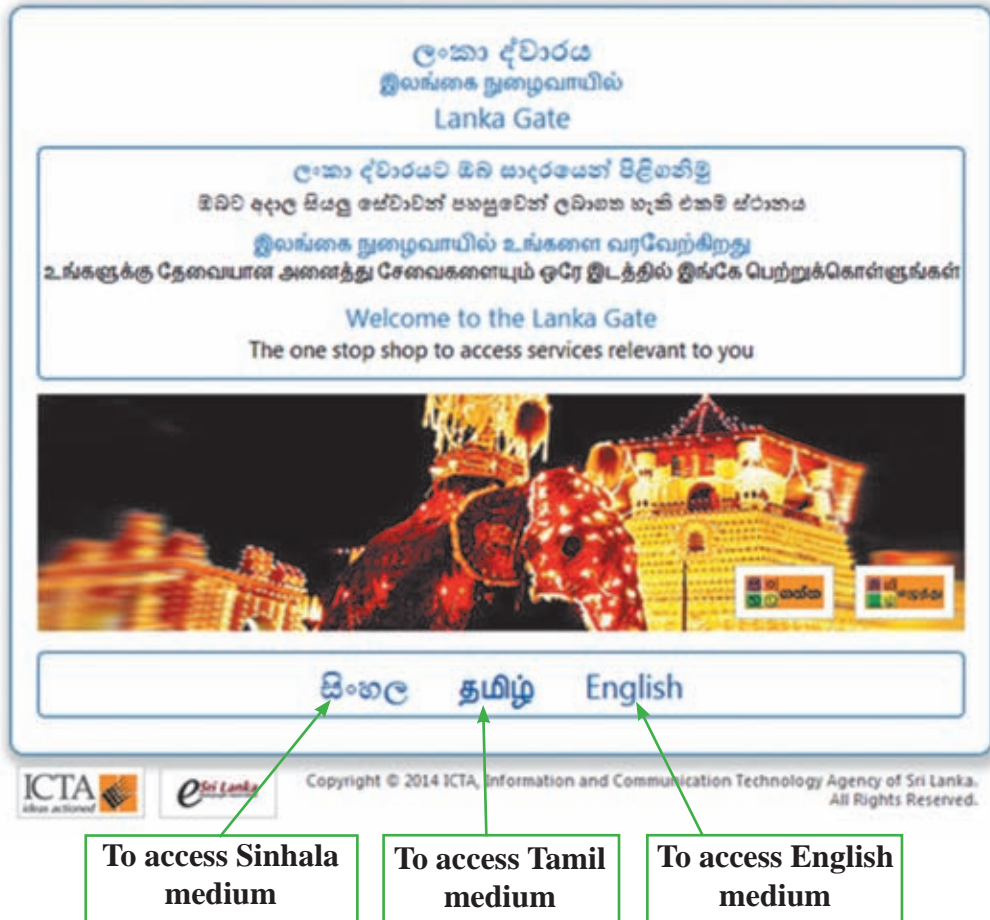 ලංකා ද්වාරය
இலங்கை நுழைவாயில்
Lanka Gate
ලංකා ද්වාරයට ඔබ සාදරයෙන් පිළිගනිමු
ඔබට අදාල සියලු සේවාවන් පහසුවෙන් ලබාගත හැකි එකම ස්ථානය
இலங்கை நுழைவாயில் உங்களை வரவேற்கிறது
உங்களுக்கு தேவையான அனைத்து சேவைகளையும் ஒரே இடத்தில் இங்கே பெற்றுக்கொள்ளுங்கள்
Welcome to the Lanka Gate
The one stop shop to access services relevant to you
සිංහල தமிழ் English
ICTA
ideas actioned
eSri Lanka
Copyright © 2014 ICTA, Information and Communication Technology Agency of Sri Lanka.
All Rights Reserved.
To access Sinhala
medium
To access Tamil
medium
To access English
medium